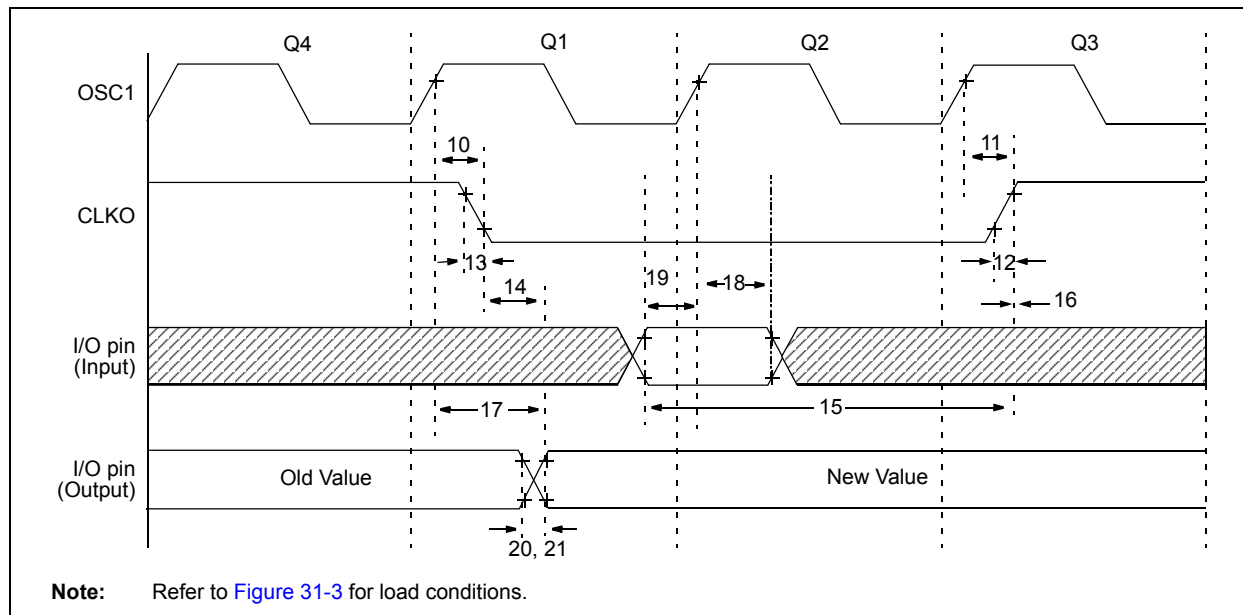 Q4 Q1 Q2 Q3
OSC1
10 11
CLKO
13 12
14 19 18 16
I/O pin
(Input)
17 15
I/O pin
(Output)
Old Value New Value
20, 21
Note: Refer to Figure 31-3 for load conditions.